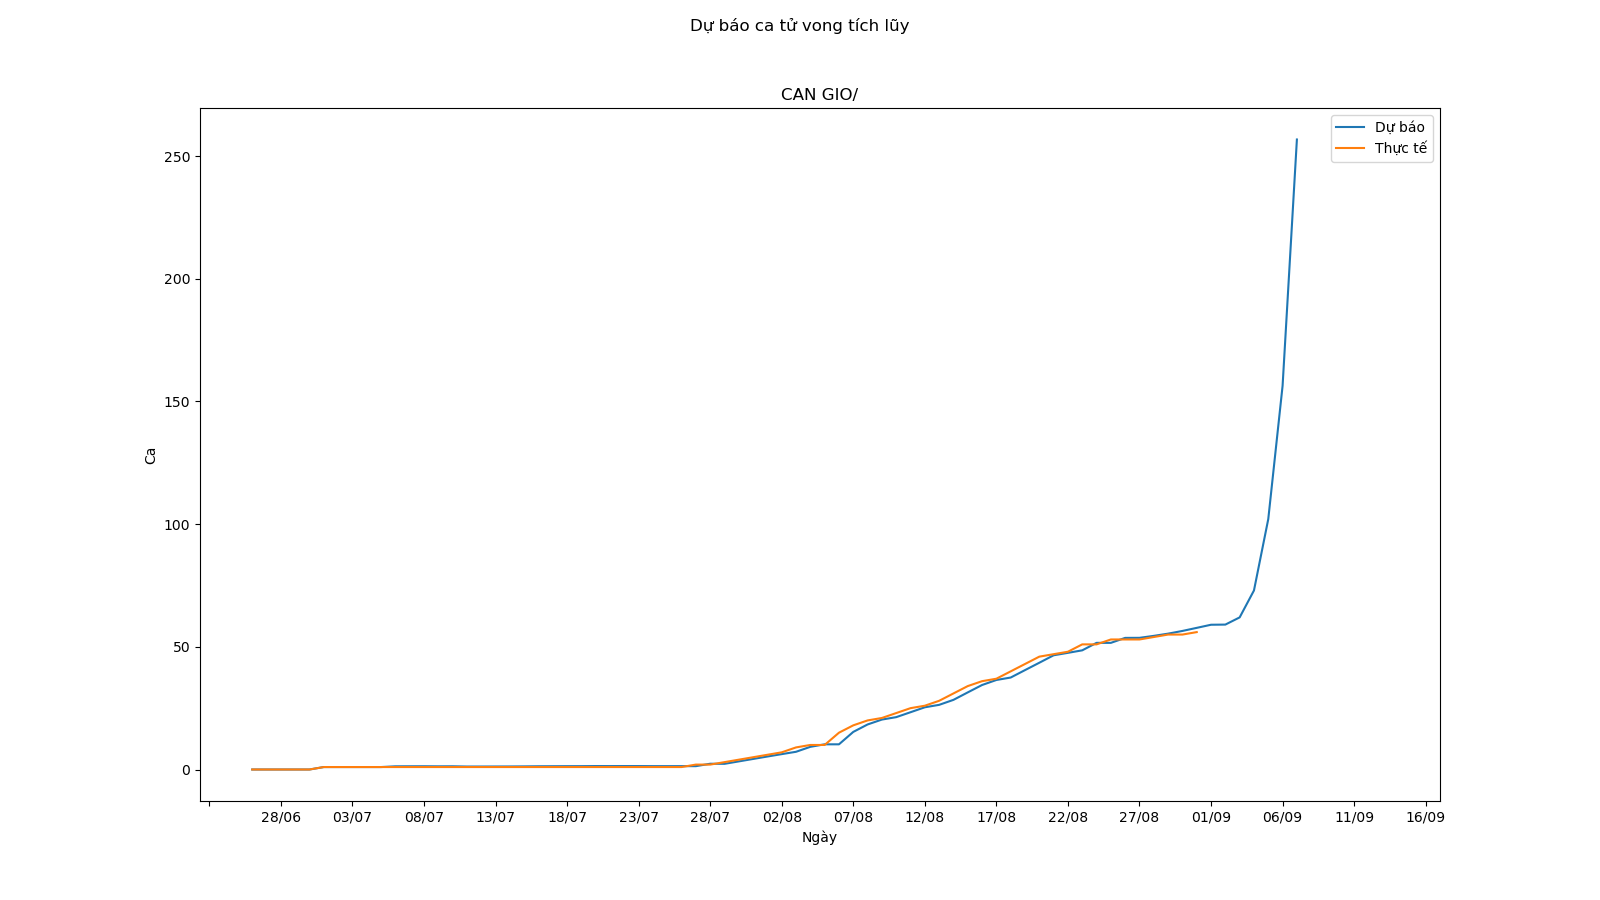 Dự báo ca tử vong tích lũy
CAN GIO/
Dự báo
Thực tế
250
200
150
100
50
0
Ca
28/06 03/07 08/07 13/07 18/07 23/07 28/07 02/08 07/08 12/08 17/08 22/08 27/08 01/09 06/09 11/09 16/09
Ngày